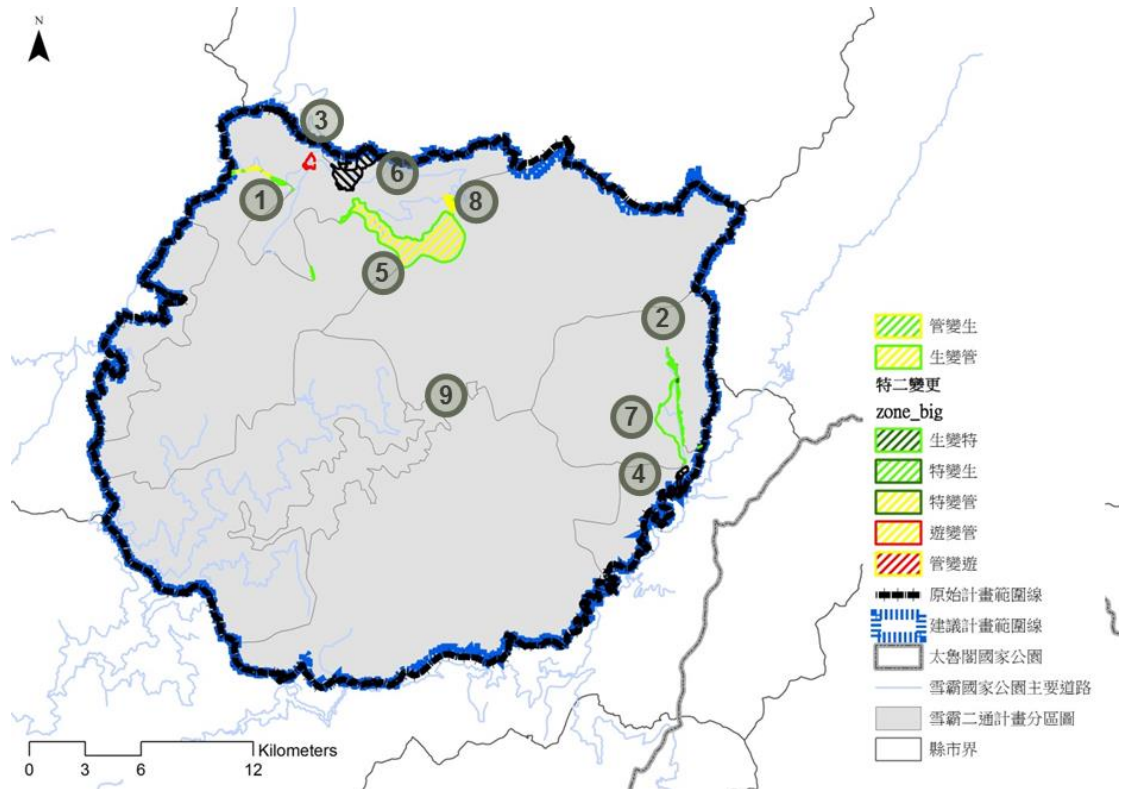 N
3
6
1
8
5
2
9
7
4
管變生
生變管
特二變更
zone_big
生變特
特變生
特變管
遊變管
管變遊
原始計畫範圍線
建議計畫範圍線
太魯閣國家公園
雪霸國家公園主要道路
雪霸二通計畫分區圖
縣市界
Kilometers
0 3 6 12